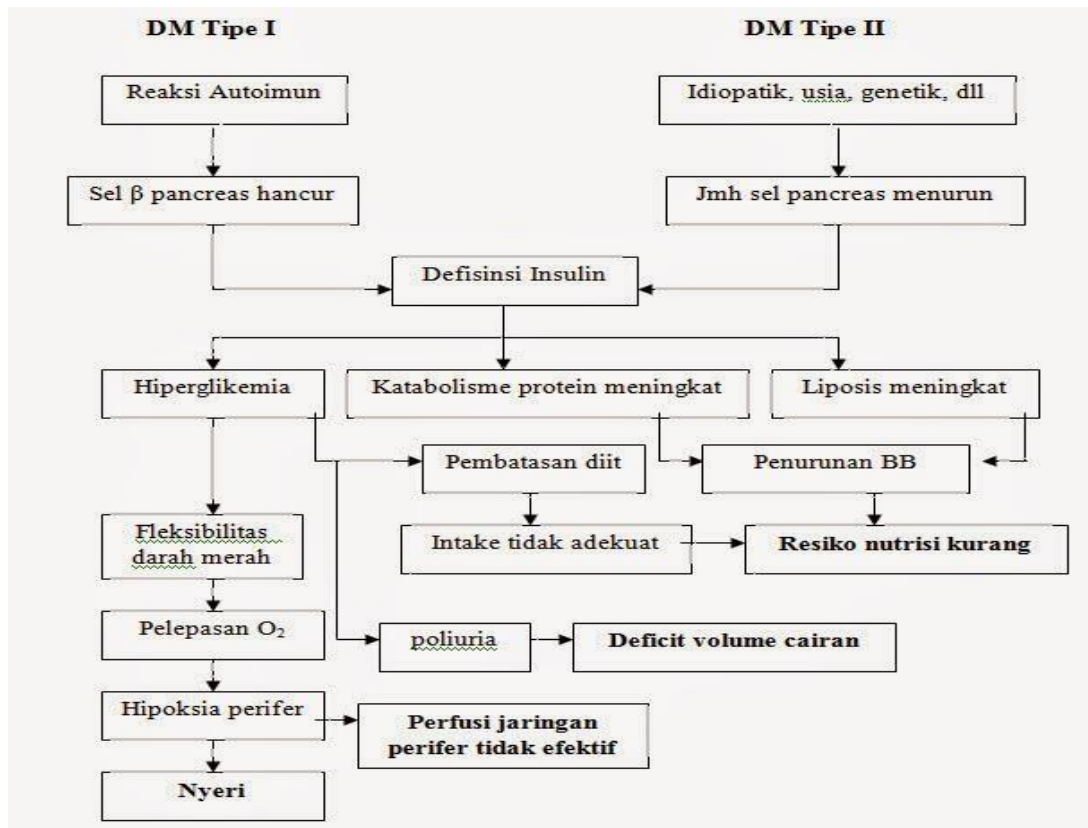 DM Tipe I
DM Tipe II
Reaksi Autoimun
Idiopatik, usia, genetik, dll
Sel β pancreas hancur
Jmh sel pancreas menurun
Defisinsi Insulin
Hiperglikemia
Katabolisme protein meningkat
Liposis meningkat
Pembatasan diit
Penurunan BB
Fleksibilitas
darah merah
Intake tidak adekuat
Resiko nutrisi kurang
Pelepasan O₂
poliuria
Deficit volume cairan
Hipoksia perifer
Perfusi jaringan
perifer tidak efektif
Nyeri